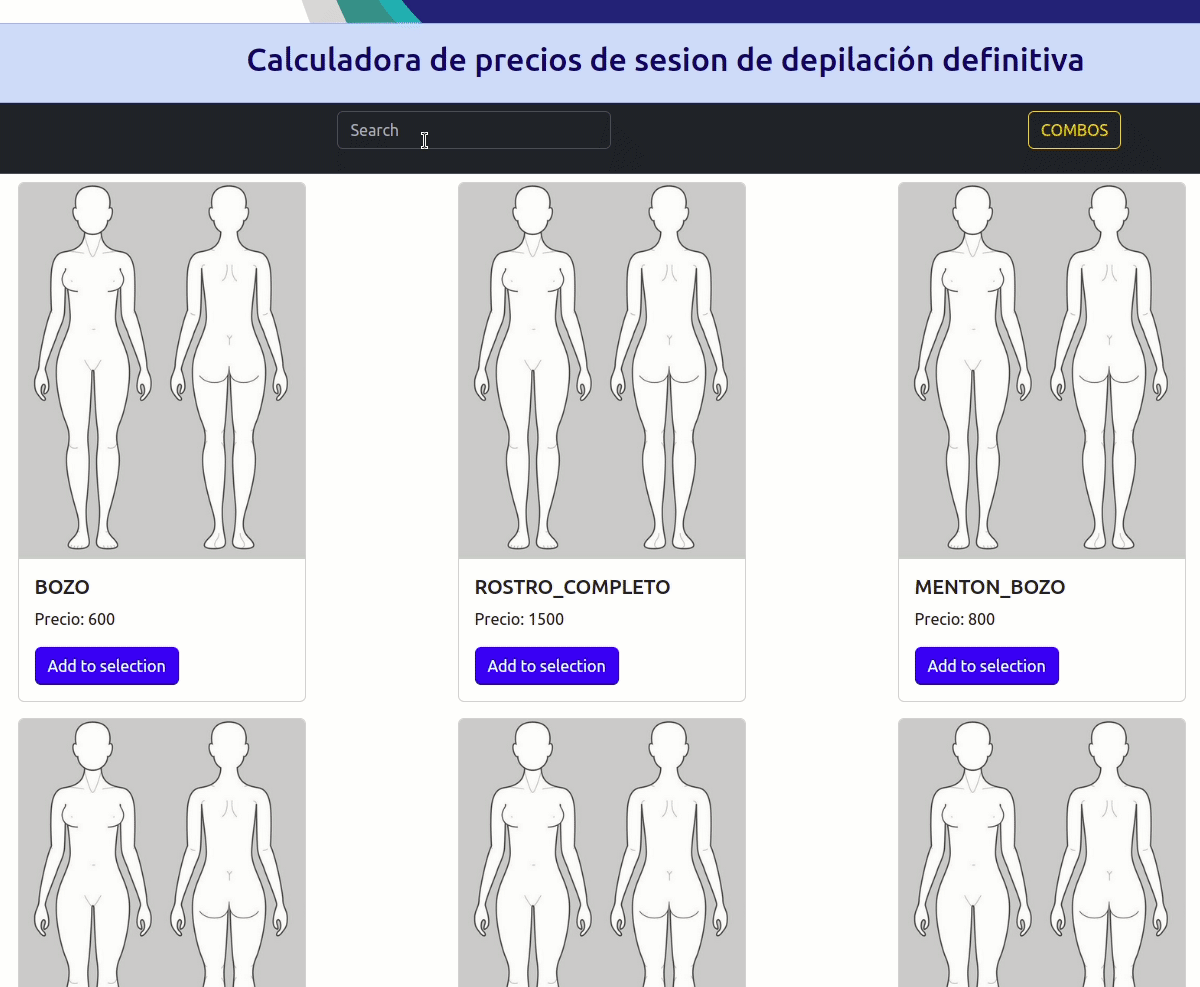 Calculadora de precios de sesion de depilación definitiva
Search
COMBOS
BOZO
Precio: 600
Add to selection
ROSTRO_COMPLETO
Precio: 1500
Add to selection
MENTON_BOZO
Precio: 800
Add to selection